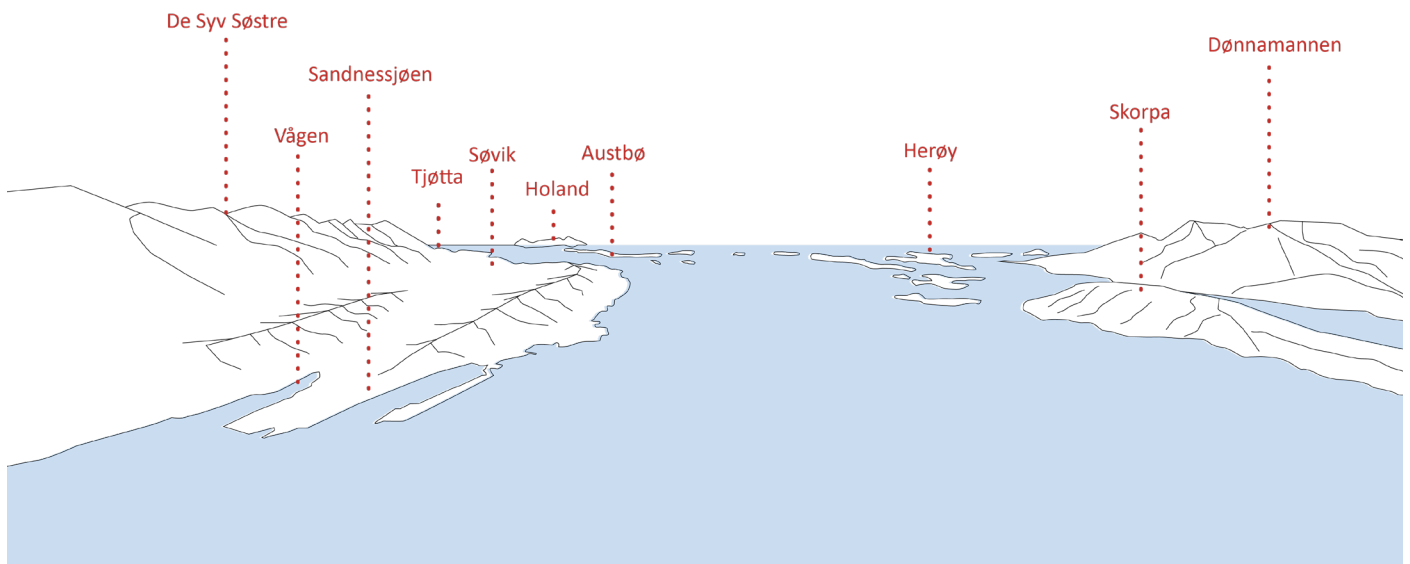 De Syv Søstre
Sandnessjøen
Vågen
Tjøtta
Søvik
Holand
Austbø
Herøy
Skorpa
Dønnamannen